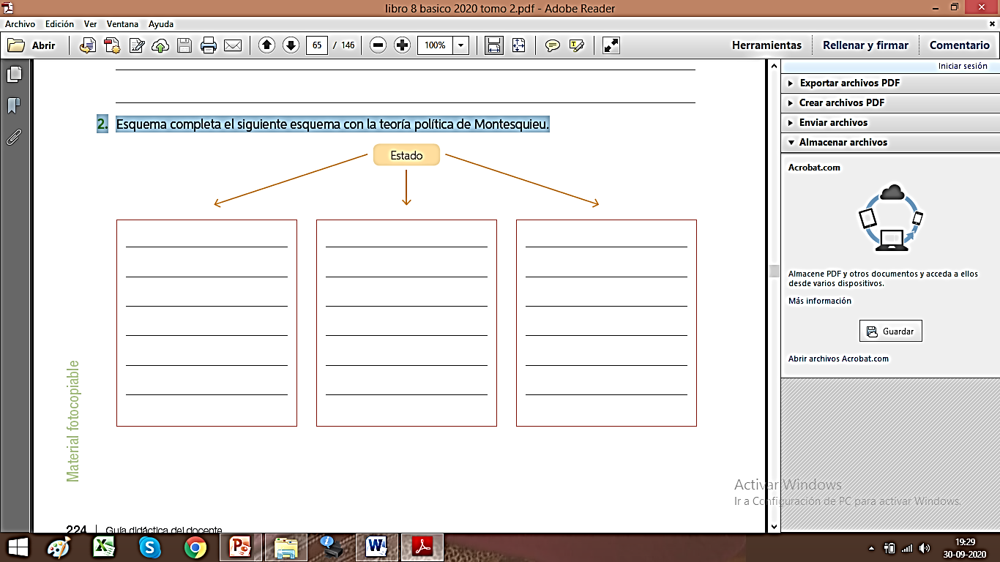 libro 8 basico 2020 tomo 2.pdf - Adobe Reader
Archivo Edición Ver Ventana Ayuda
Abrir 65 / 146 100% Herramientas Rellenar y firmar Comentario
Iniciar sesión
Exportar archivos PDF
Crear archivos PDF
Enviar archivos
Almacenar archivos
Acrobat.com
Almacene PDF y otros documentos y acceda a ellos
desde varios dispositivos.
Más información
Guardar
Abrir archivos Acrobat.com
2. Esquema completa el siguiente esquema con la teoría política de Montesquieu.
Estado
Material fotocopiable
224 | Guía didáctica del docente
Activar Windows
Ir a Configuración de PC para activar Windows.
19:29
30-09-2020